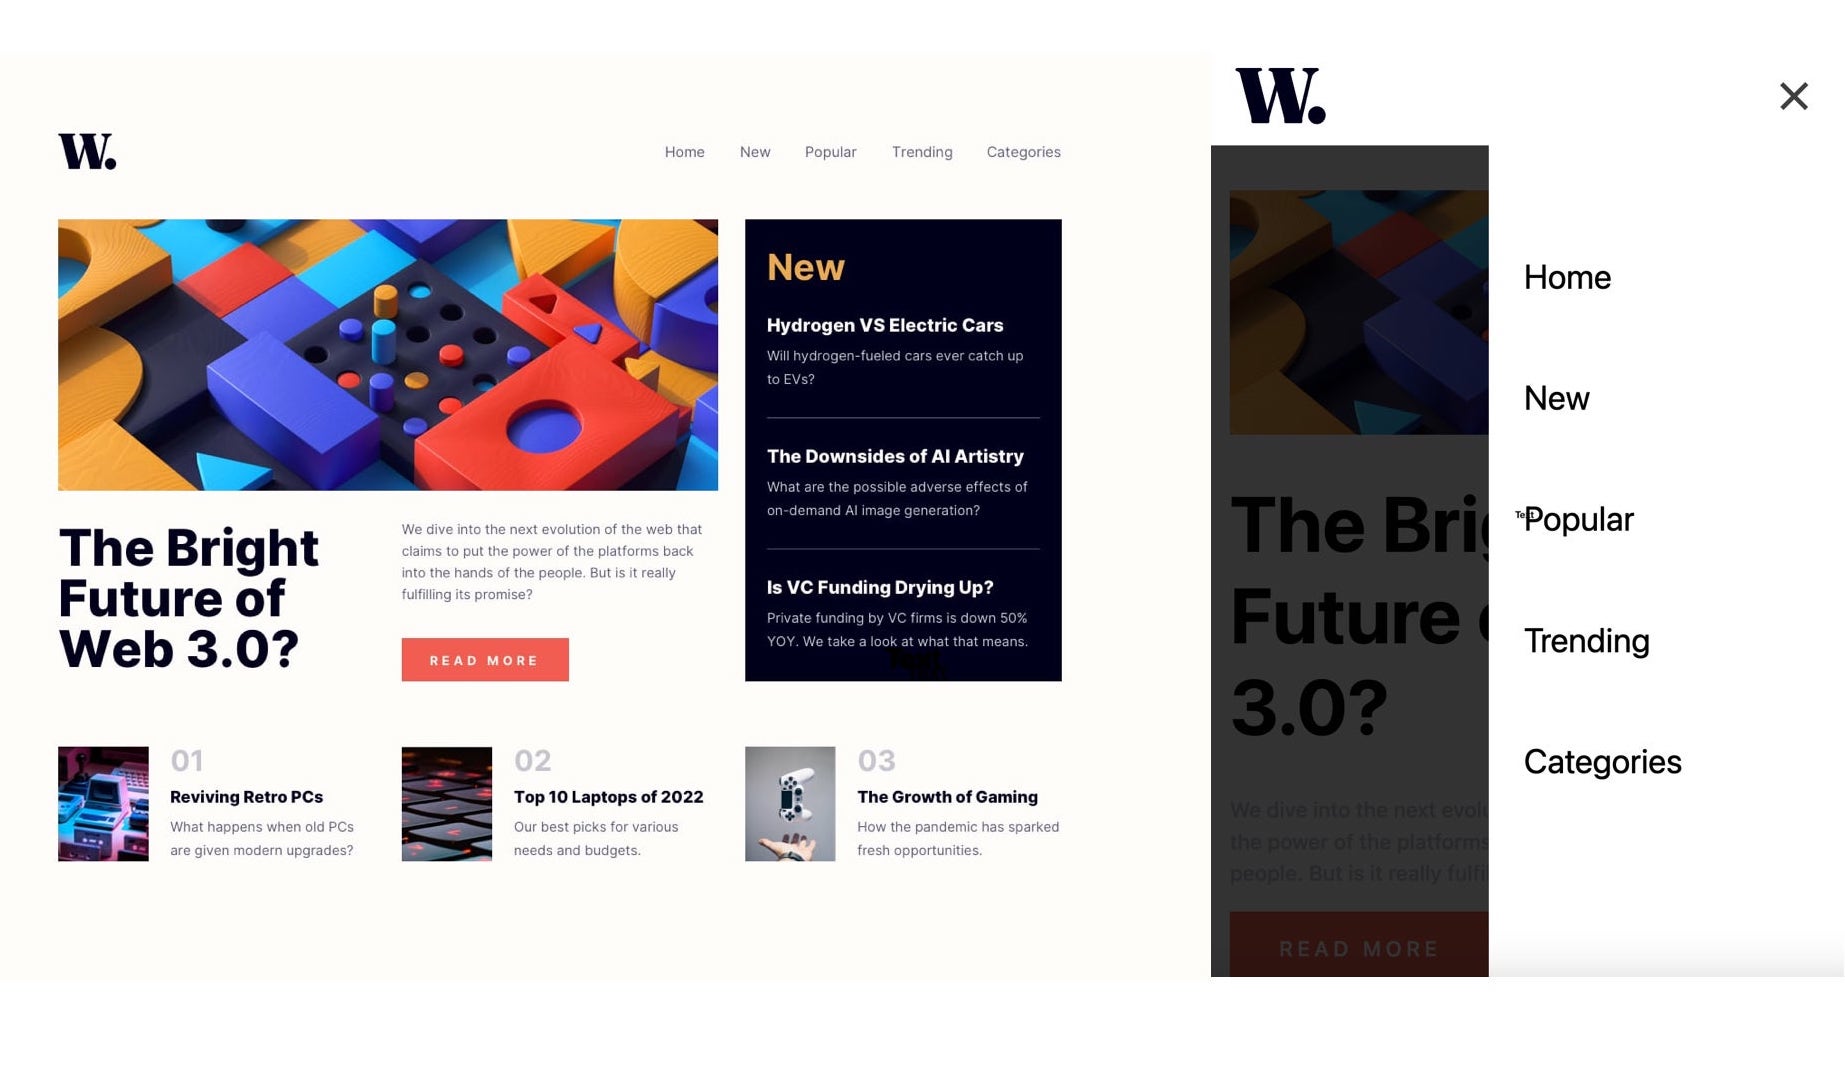 W.
Home New Popular Trending Categories
New
Hydrogen VS Electric Cars
Will hydrogen-fueled cars ever catch up
to EVs?
The Downsides of AI Artistry
What are the possible adverse effects of
on-demand AI image generation?
Is VC Funding Drying Up?
Private funding by VC firms is down 50%
YOY. We take a look at what that means.
The Bright
Future of
Web 3.0?
We dive into the next evolution of the web that
claims to put the power of the platforms back
into the hands of the people. But is it really
fulfilling its promise?
READ MORE
01
Reviving Retro PCs
What happens when old PCs
are given modern upgrades?
02
Top 10 Laptops of 2022
Our best picks for various
needs and budgets.
03
The Growth of Gaming
How the pandemic has sparked
fresh opportunities.
W.
The Brig
Future
3.0?
We dive into the next evolu
the power of the platforms
people. But is it really fulfi
READ MORE
Home
New
Text
Popular
Trending
Categories